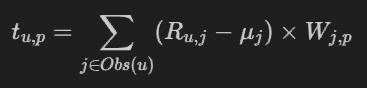 t_{u,p} = \sum_{j \in Obs(u)} (R_{u,j} - \mu_j) \times W_{j,p}